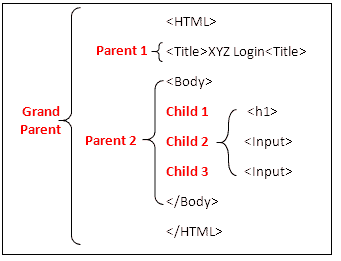 <HTML>
Parent 1 <Title>XYZ Login<Title>
<Body>
Grand Parent
Parent 2
Child 1 <h1>
Child 2 <Input>
Child 3 <Input>
</Body>
</HTML>